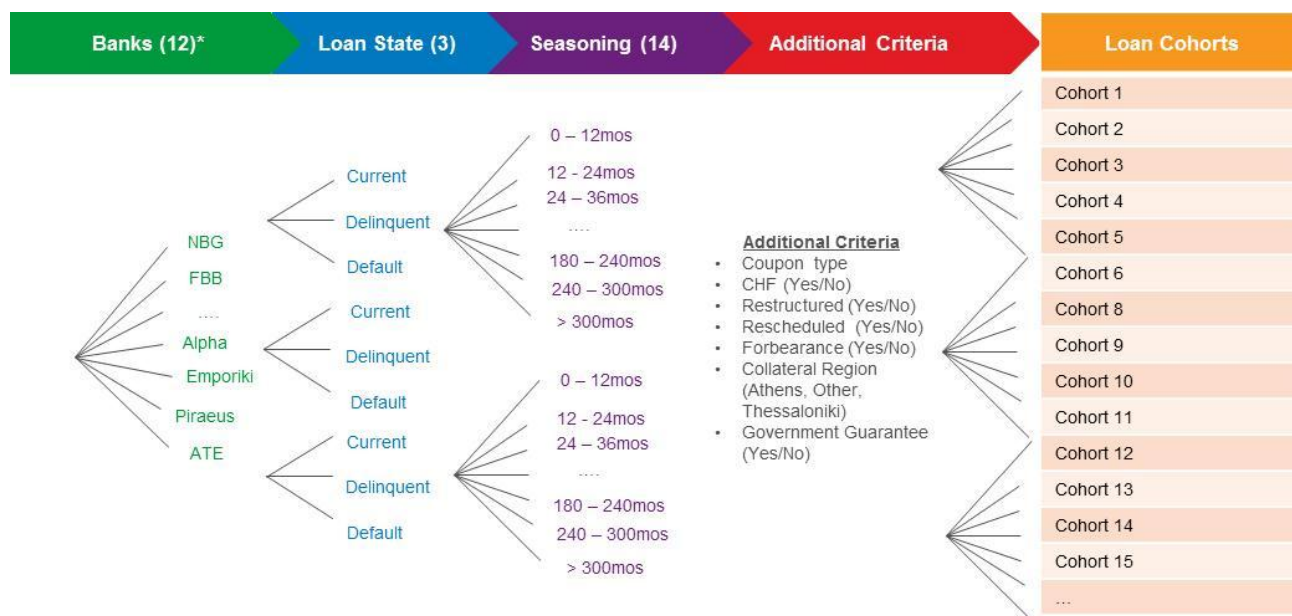 Banks (12)*
Loan State (3)
Seasoning (14)
Additional Criteria
Loan Cohorts
NBG
FBB
....
Alpha
Emporiki
Piraeus
ATE
Current
Delinquent
Default
Current
Delinquent
Default
Current
Delinquent
Default
0 – 12mos
12 - 24mos
24 – 36mos
....
180 – 240mos
240 – 300mos
> 300mos
0 – 12mos
12 - 24mos
24 – 36mos
....
180 – 240mos
240 – 300mos
> 300mos
Additional Criteria
• Coupon type
• CHF (Yes/No)
• Restructured (Yes/No)
• Rescheduled (Yes/No)
• Forbearance (Yes/No)
• Collateral Region
(Athens, Other,
Thessaloniki)
• Government Guarantee
(Yes/No)
Cohort 1
Cohort 2
Cohort 3
Cohort 4
Cohort 5
Cohort 6
Cohort 8
Cohort 9
Cohort 10
Cohort 11
Cohort 12
Cohort 13
Cohort 14
Cohort 15
...